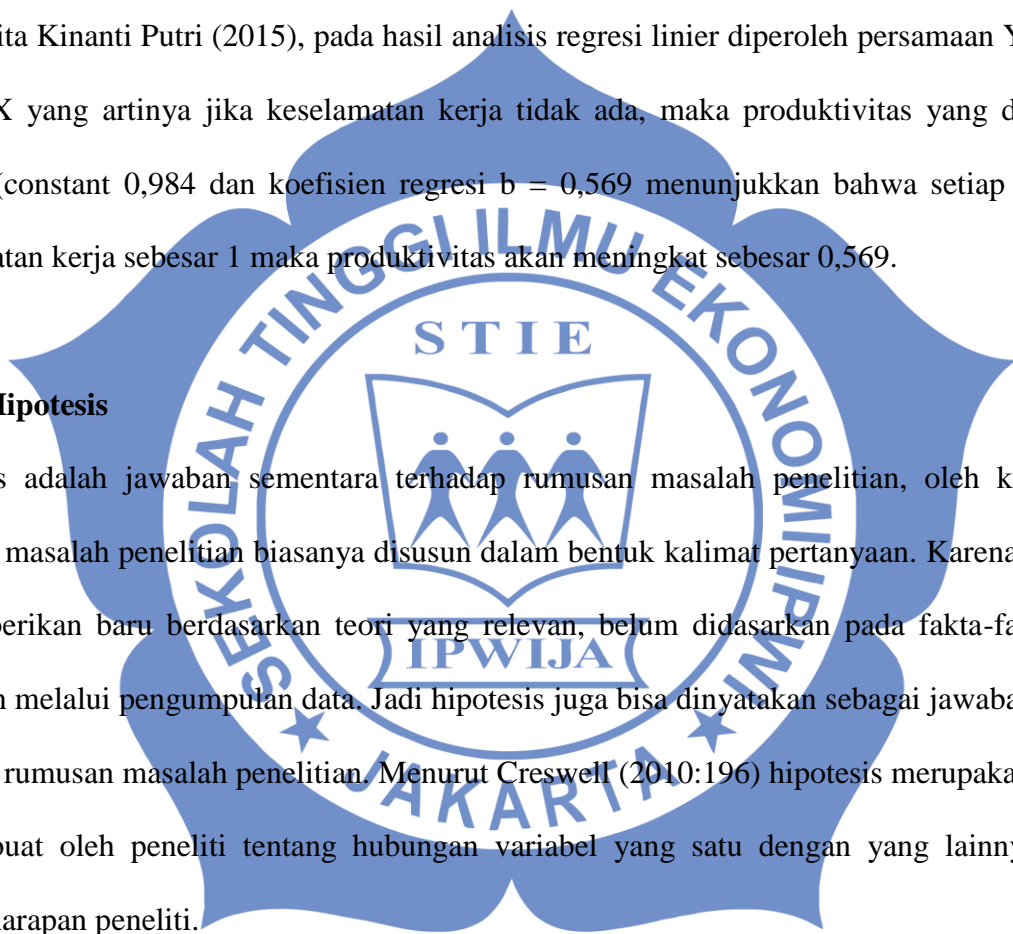 ita Kinanti Putri (2015), pada hasil analisis regresi linier diperoleh persamaan Y
X yang artinya jika keselamatan kerja tidak ada, maka produktivitas yang d
(constant 0,984 dan koefisien regresi b = 0,569 menunjukkan bahwa setiap
atan kerja sebesar 1 maka produktivitas akan meningkat sebesar 0,569.
Hipotesis
s adalah jawaban sementara terhadap rumusan masalah penelitian, oleh k
masalah penelitian biasanya disusun dalam bentuk kalimat pertanyaan. Karena
berikan baru berdasarkan teori yang relevan, belum didasarkan pada fakta-fa
n melalui pengumpulan data. Jadi hipotesis juga bisa dinyatakan sebagai jawaba
rumusan masalah penelitian. Menurut Creswell (2010:196) hipotesis merupaka
buat oleh peneliti tentang hubungan variabel yang satu dengan yang lainny
harapan peneliti.
SEKOLAH TINGGI ILMU EKONOMI IPWI
STIE
IPWIJA
JAKARTA